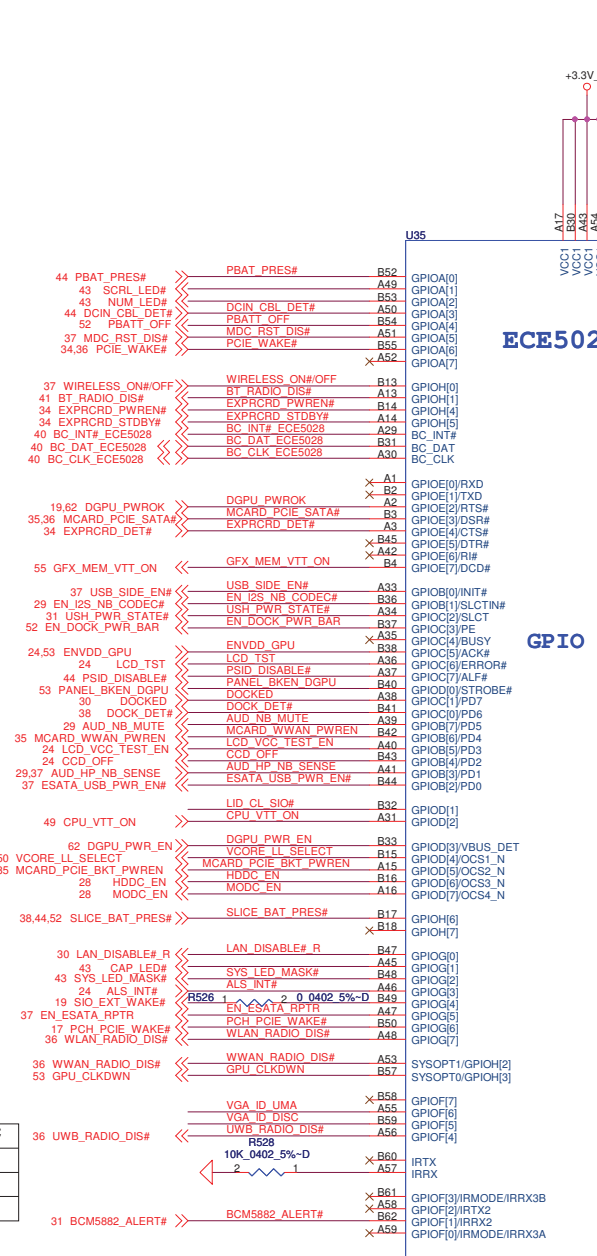 +3.3V_
A17
B30
A43
A54
VCC1
VCC1
VCC1
U35
ECE502
GPIO
44 PBAT_PRES# PBAT_PRES# B52 GPIOA[0]
43 SCRL_LED# A49 GPIOA[1]
43 NUM_LED# B53 GPIOA[2]
44 DCIN_CBL_DET# DCIN_CBL_DET# A50 GPIOA[3]
52 PBATT_OFF PBATT_OFF B54 GPIOA[4]
37 MDC_RST_DIS# MDC_RST_DIS# A51 GPIOA[5]
34,36 PCIE_WAKE# PCIE_WAKE# B55 GPIOA[6]
A52 GPIOA[7]
37 WIRELESS_ON#/OFF WIRELESS_ON#/OFF B13 GPIOH[0]
41 BT_RADIO_DIS# BT_RADIO_DIS# A13 GPIOH[1]
34 EXPRCRD_PWREN# EXPRCRD_PWREN# B14 GPIOH[4]
34 EXPRCRD_STDBY# EXPRCRD_STDBY# A14 GPIOH[5]
40 BC_INT#_ECE5028 BC_INT#_ECE5028 A29 BC_INT#
40 BC_DAT_ECE5028 BC_DAT_ECE5028 B31 BC_DAT
40 BC_CLK_ECE5028 BC_CLK_ECE5028 A30 BC_CLK
A1 GPIOE[0]/RXD
B2 GPIOE[1]/TXD
19,62 DGPU_PWROK DGPU_PWROK A2 GPIOE[2]/RTS#
35,36 MCARD_PCIE_SATA# MCARD_PCIE_SATA# B3 GPIOE[3]/DSR#
34 EXPRCRD_DET# EXPRCRD_DET# A3 GPIOE[4]/CTS#
B45 GPIOE[5]/DTR#
A42 GPIOE[6]/RI#
55 GFX_MEM_VTT_ON GFX_MEM_VTT_ON B4 GPIOE[7]/DCD#
37 USB_SIDE_EN# USB_SIDE_EN# A33 GPIOB[0]/INIT#
29 EN_I2S_NB_CODEC# EN_I2S_NB_CODEC# B36 GPIOB[1]/SLCTIN#
31 USH_PWR_STATE# USH_PWR_STATE# A34 GPIOC[2]/SLCT
52 EN_DOCK_PWR_BAR EN_DOCK_PWR_BAR B37 GPIOC[3]/PE
A35 GPIOC[4]/BUSY
24,53 ENVDD_GPU ENVDD_GPU B38 GPIOC[5]/ACK#
24 LCD_TST LCD_TST A36 GPIOC[6]/ERROR#
44 PSID_DISABLE# PSID_DISABLE# A37 GPIOC[7]/ALF#
53 PANEL_BKEN_DGPU PANEL_BKEN_DGPU B40 GPIOD[0]/STROBE#
30 DOCKED DOCKED A38 GPIOC[1]/PD7
38 DOCK_DET# DOCK_DET# B41 GPIOC[0]/PD6
29 AUD_NB_MUTE AUD_NB_MUTE A39 GPIOB[7]/PD5
35 MCARD_WWAN_PWREN MCARD_WWAN_PWREN B42 GPIOB[6]/PD4
24 LCD_VCC_TEST_EN LCD_VCC_TEST_EN A40 GPIOB[5]/PD3
24 CCD_OFF CCD_OFF B43 GPIOB[4]/PD2
29,37 AUD_HP_NB_SENSE AUD_HP_NB_SENSE A41 GPIOB[3]/PD1
37 ESATA_USB_PWR_EN# ESATA_USB_PWR_EN# B44 GPIOB[2]/PD0
LID_CL_SIO# B32 GPIOD[1]
49 CPU_VTT_ON CPU_VTT_ON A31 GPIOD[2]
62 DGPU_PWR_EN DGPU_PWR_EN B33 GPIOD[3]/VBUS_DET
50 VCORE_LL_SELECT VCORE_LL_SELECT B15 GPIOD[4]/OCS1_N
35 MCARD_PCIE_BKT_PWREN MCARD_PCIE_BKT_PWREN A15 GPIOD[5]/OCS2_N
28 HDDC_EN HDDC_EN B16 GPIOD[6]/OCS3_N
28 MODC_EN MODC_EN A16 GPIOD[7]/OCS4_N
38,44,52 SLICE_BAT_PRES# SLICE_BAT_PRES# B17 GPIOH[6]
B18 GPIOH[7]
30 LAN_DISABLE#_R LAN_DISABLE#_R B47 GPIOG[0]
43 CAP_LED# A45 GPIOG[1]
43 SYS_LED_MASK# SYS_LED_MASK# B48 GPIOG[2]
24 ALS_INT# ALS_INT# A46 GPIOG[3]
19 SIO_EXT_WAKE# R526 1 2 0_0402_5%~D B49 GPIOG[4]
37 EN_ESATA_RPTR EN_ESATA_RPTR A47 GPIOG[5]
17 PCH_PCIE_WAKE# PCH_PCIE_WAKE# B50 GPIOG[6]
36 WLAN_RADIO_DIS# WLAN_RADIO_DIS# A48 GPIOG[7]
36 WWAN_RADIO_DIS# WWAN_RADIO_DIS# A53 SYSOPT1/GPIOH[2]
53 GPU_CLKDWN GPU_CLKDWN B57 SYSOPT0/GPIOH[3]
B58 GPIOF[7]
VGA_ID_UMA A55 GPIOF[6]
VGA_ID_DISC B59 GPIOF[5]
36 UWB_RADIO_DIS# UWB_RADIO_DIS# A56 GPIOF[4]
R528
10K_0402_5%~D B60 IRTX
2 1 A57 IRRX
B61 GPIOF[3]/IRMODE/IRRX3B
A58 GPIOF[2]/IRTX2
31 BCM5882_ALERT# BCM5882_ALERT# B62 GPIOF[1]/IRRX2
A59 GPIOF[0]/IRMODE/IRRX3A